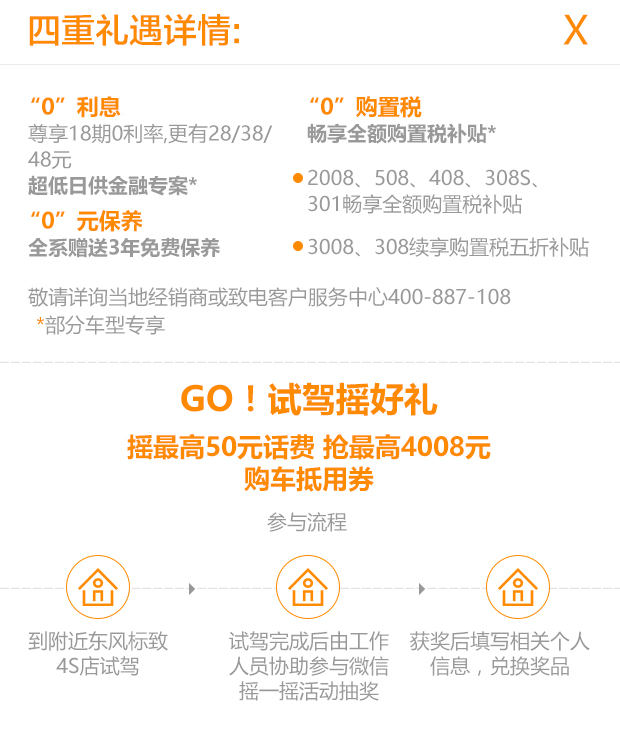 四重礼遇详情:
X
“0”利息
尊享18期0利率,更有28/38/
48元
超低日供金融专案*
“0”元保养
全系赠送3年免费保养
“0”购置税
畅享全额购置税补贴*
2008、508、408、308S、
301畅享全额购置税补贴
3008、308续享购置税五折补贴
敬请详询当地经销商或致电客户服务中心400-887-108
*部分车型专享
GO！试驾摇好礼
摇最高50元话费 抢最高4008元
购车抵用券
参与流程
到附近东风标致
4S店试驾
试驾完成后由工作
人员协助参与微信
摇一摇活动抽奖
获奖后填写相关个人
信息，兑换奖品